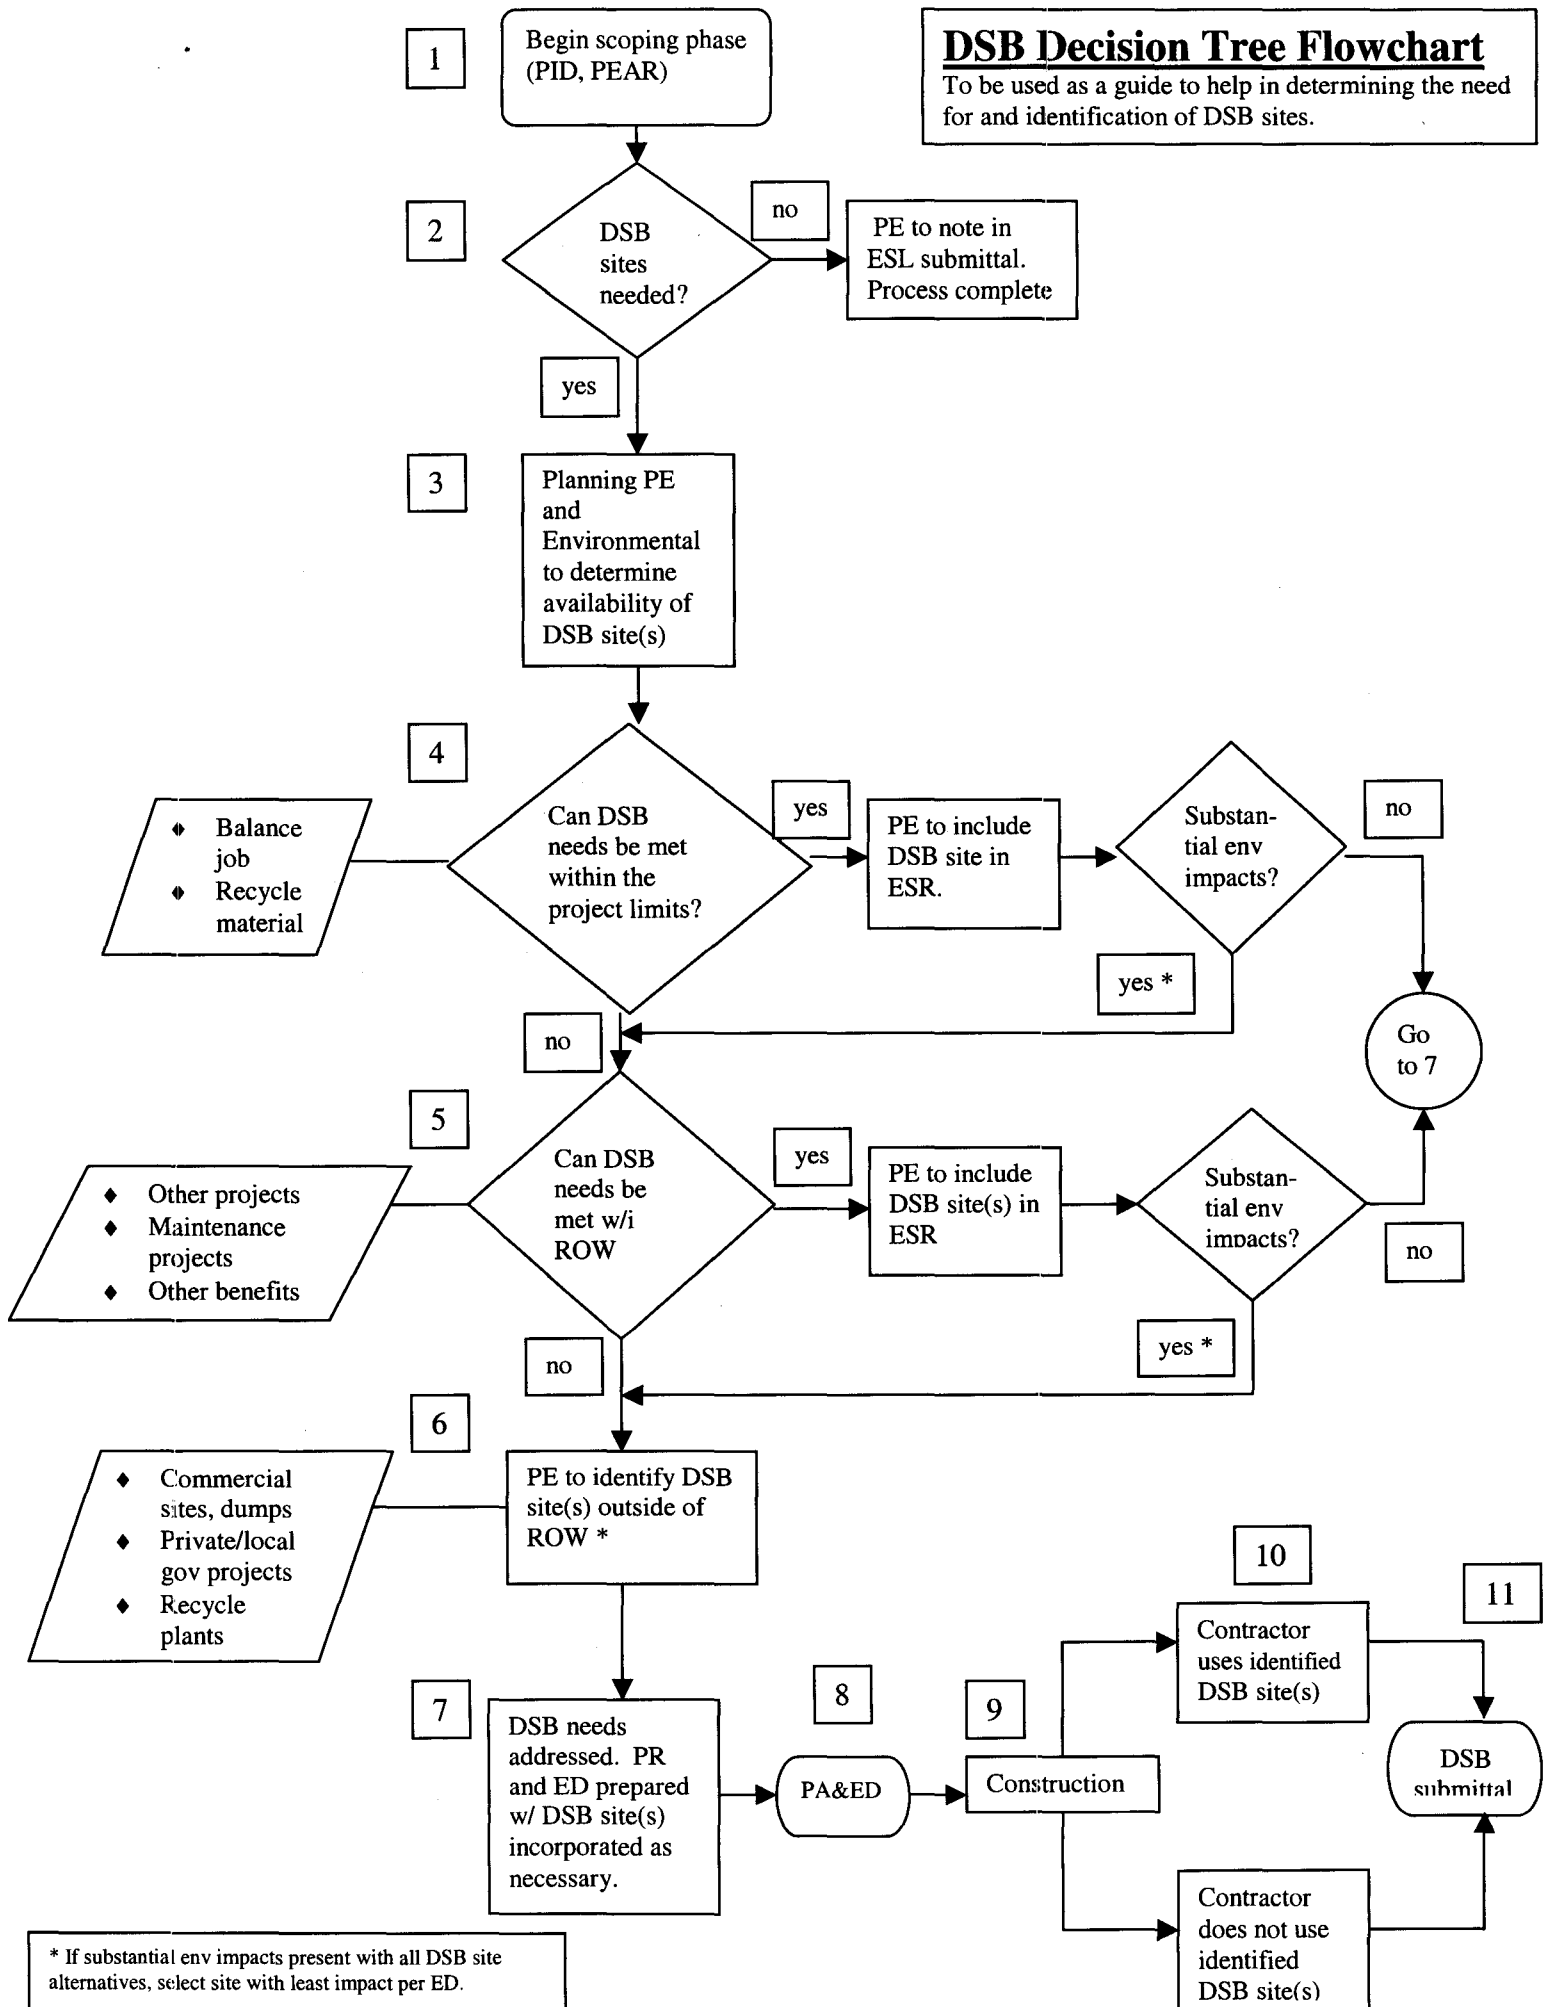 DSB Decision Tree Flowchart
To be used as a guide to help in determining the need
for and identification of DSB sites.
1
Begin scoping phase
(PID, PEAR)
2
DSB
sites
needed?
no
PE to note in
ESL submittal.
Process complete
yes
3
Planning PE
and
Environmental
to determine
availability of
DSB site(s)
4
♦ Balance
job
♦ Recycle
material
Can DSB
needs be met
within the
project limits?
yes
PE to include
DSB site in
ESR.
Substan-
tial env
impacts?
no
yes *
no
Go
to 7
5
♦ Other projects
♦ Maintenance
projects
♦ Other benefits
Can DSB
needs be
met w/i
ROW
yes
PE to include
DSB site(s) in
ESR
Substan-
tial env
impacts?
no
yes *
no
6
♦ Commercial
sites, dumps
♦ Private/local
gov projects
♦ Recycle
plants
PE to identify DSB
site(s) outside of
ROW *
7
DSB needs
addressed. PR
and ED prepared
w/ DSB site(s)
incorporated as
necessary.
8
PA&ED
9
Construction
10
Contractor
uses identified
DSB site(s)
11
DSB
submittal
Contractor
does not use
identified
DSB site(s)
* If substantial env impacts present with all DSB site
alternatives, select site with least impact per ED.